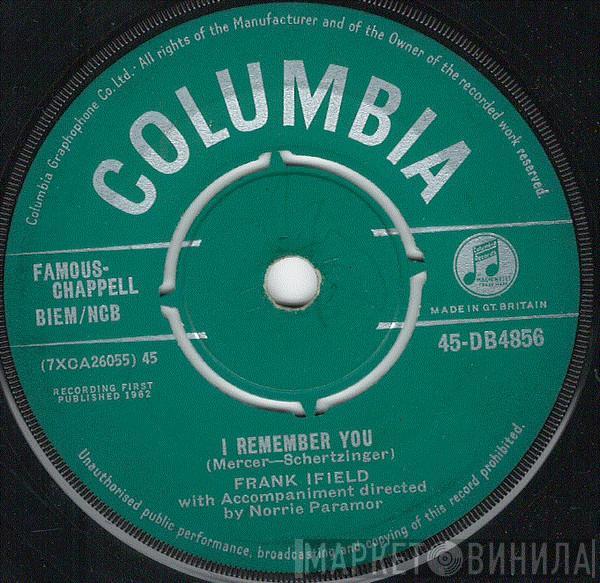 Columbia Graphophone Co. Ltd. · All rights of the Manufacturer and of the Owner of the recorded work reserved.
COLUMBIA
FAMOUS-
CHAPPELL
BIEM/NCB
MADE IN GT. BRITAIN
45-DB4856
(7XCA26055) 45
RECORDING FIRST
PUBLISHED 1962
I REMEMBER YOU
(Mercer—Schertzinger)
FRANK IFIELD
with Accompaniment directed
by Norrie Paramor
Unauthorised public performance, broadcasting and copying of this record prohibited.
МАРКЕТ ВИНИЛА